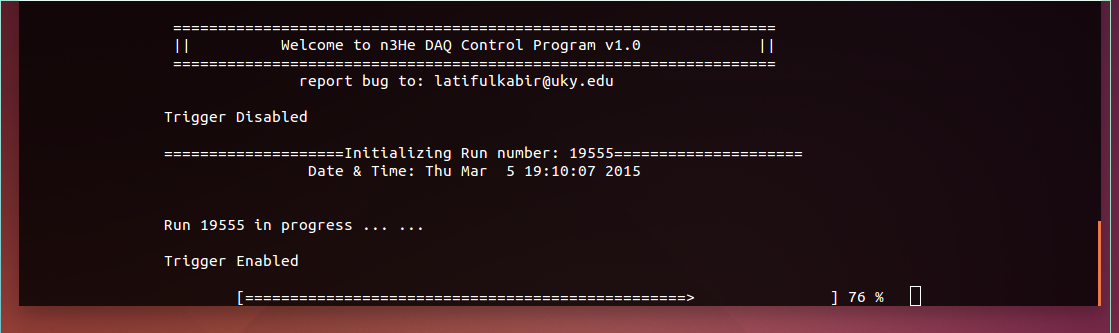 ===================================================================
||          Welcome to n3He DAQ Control Program v1.0             ||
===================================================================
report bug to: latifulkabir@uky.edu
Trigger Disabled
====================Initializing Run number: 19555=====================
Date & Time: Thu Mar  5 19:10:07 2015
Run 19555 in progress ... ...
Trigger Enabled
[=================================================>               ] 76 %